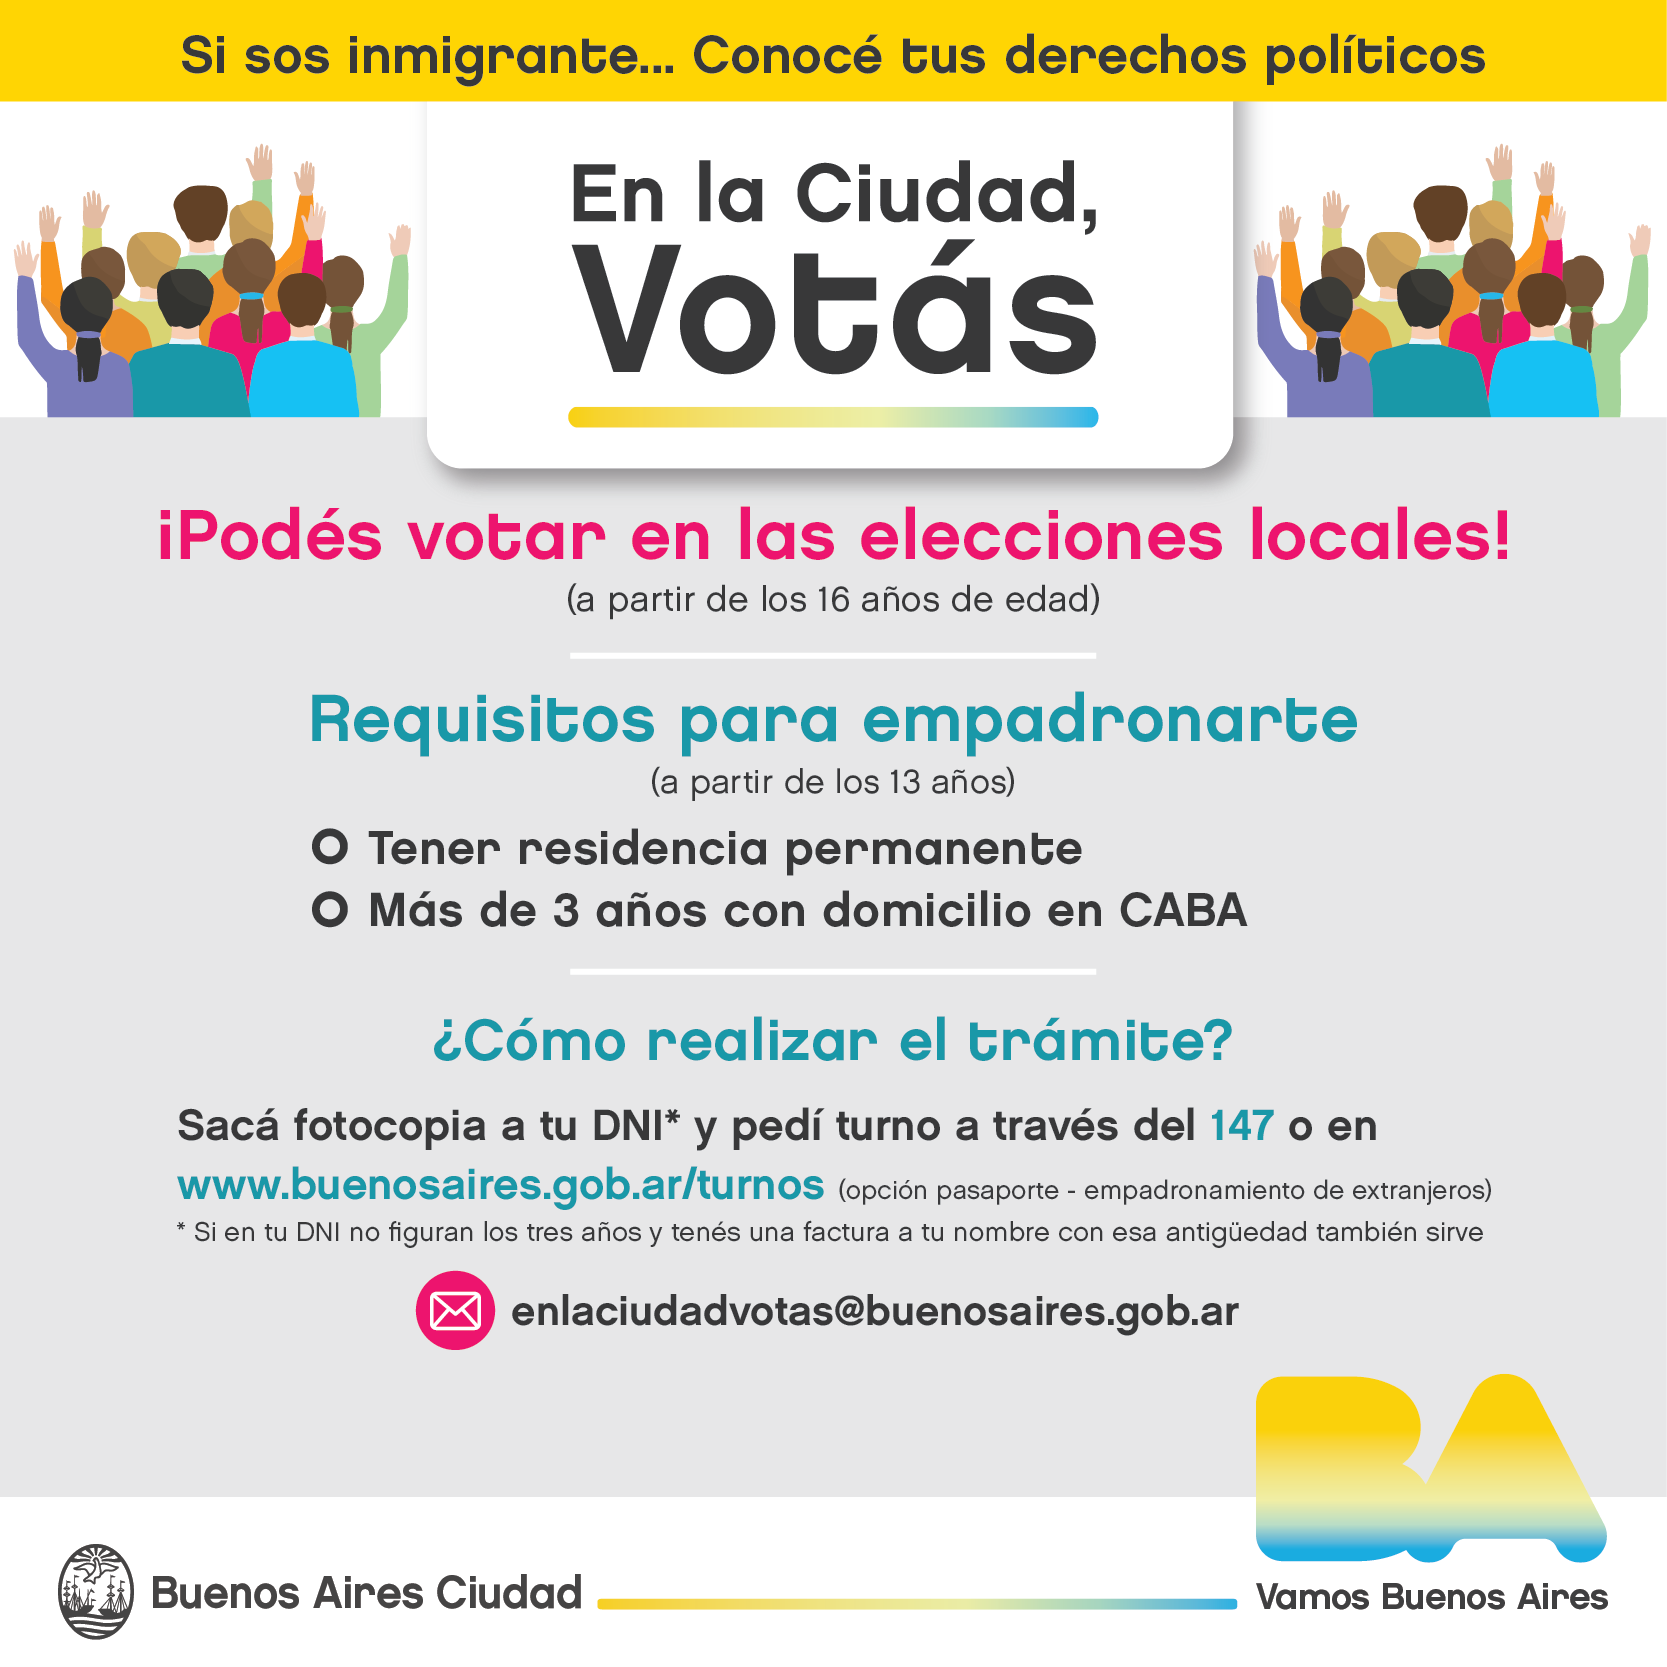 Si sos inmigrante... Conocé tus derechos políticos
En la Ciudad,
Votás
¡Podés votar en las elecciones locales!
(a partir de los 16 años de edad)
Requisitos para empadronarte
(a partir de los 13 años)
Tener residencia permanente
Más de 3 años con domicilio en CABA
¿Cómo realizar el trámite?
Sacá fotocopia a tu DNI* y pedí turno a través del 147 o en
www.buenosaires.gob.ar/turnos (opción pasaporte - empadronamiento de extranjeros)
* Si en tu DNI no figuran los tres años y tenés una factura a tu nombre con esa antigüedad también sirve
enlaciudadvotas@buenosaires.gob.ar
BA
Buenos Aires Ciudad
Vamos Buenos Aires